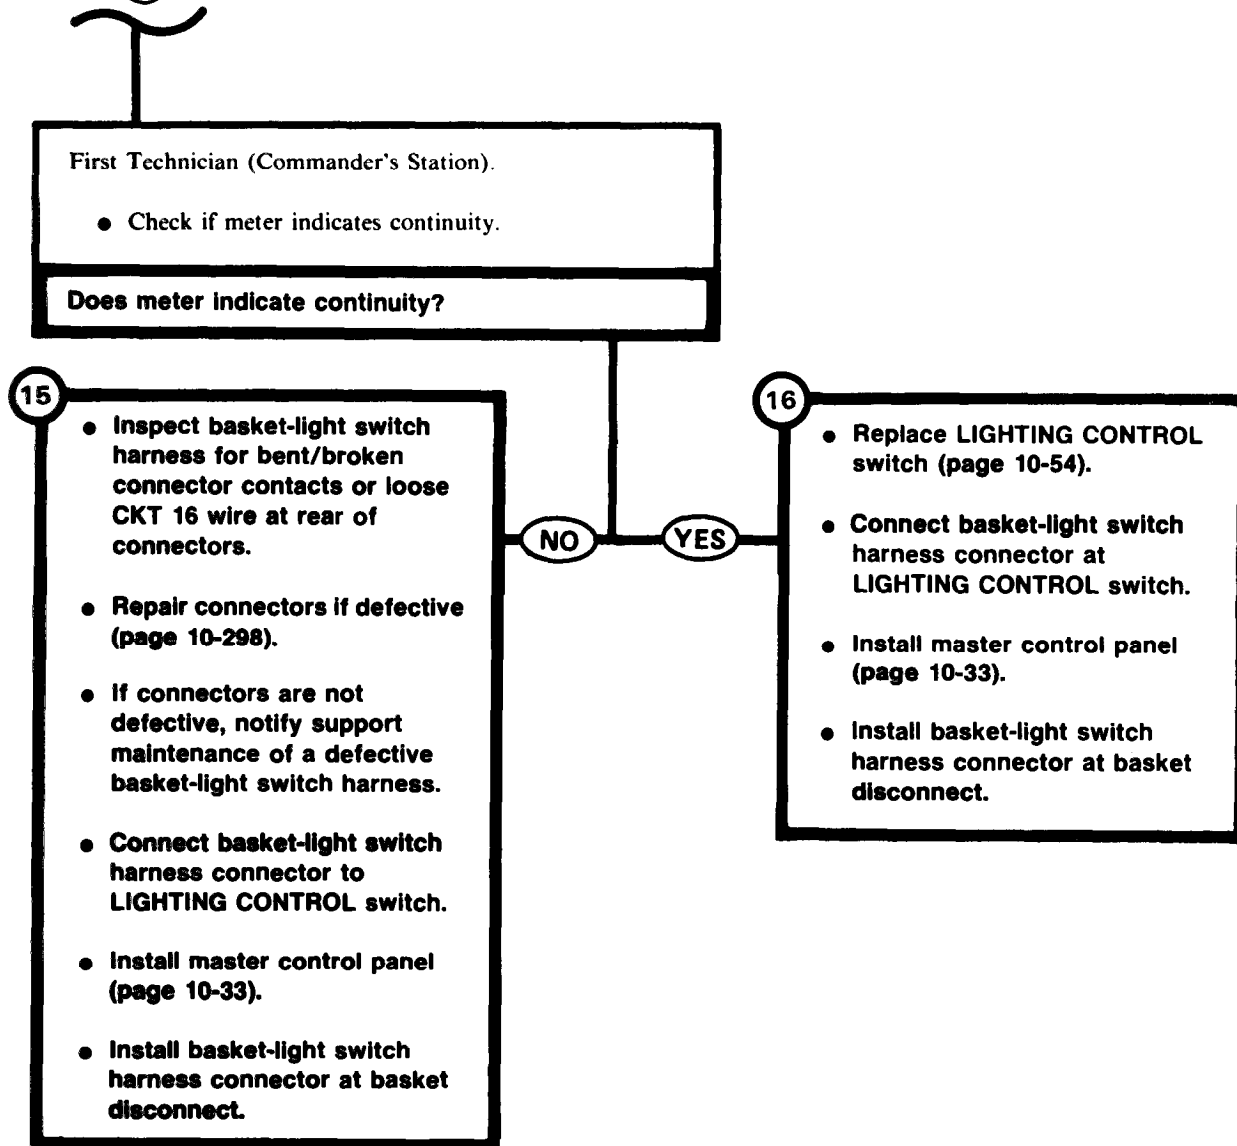 First Technician (Commander's Station).
● Check if meter indicates continuity.
Does meter indicate continuity?
15
● Inspect basket-light switch
harness for bent/broken
connector contacts or loose
CKT 16 wire at rear of
connectors.
● Repair connectors if defective
(page 10-298).
● If connectors are not
defective, notify support
maintenance of a defective
basket-light switch harness.
● Connect basket-light switch
harness connector to
LIGHTING CONTROL switch.
● Install master control panel
(page 10-33).
● Install basket-light switch
harness connector at basket
disconnect.
NO
YES
16
● Replace LIGHTING CONTROL
switch (page 10-54).
● Connect basket-light switch
harness connector at
LIGHTING CONTROL switch.
● Install master control panel
(page 10-33).
● Install basket-light switch
harness connector at basket
disconnect.